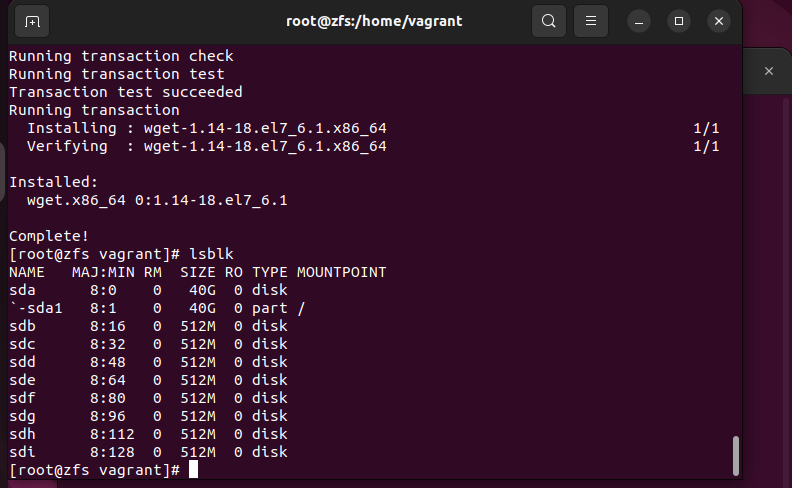 root@zfs:/home/vagrant
Running transaction check
Running transaction test
Transaction test succeeded
Running transaction
  Installing : wget-1.14-18.el7_6.1.x86_64                                  1/1
  Verifying  : wget-1.14-18.el7_6.1.x86_64                                  1/1
Installed:
  wget.x86_64 0:1.14-18.el7_6.1
Complete!
[root@zfs vagrant]# lsblk
NAME   MAJ:MIN RM  SIZE RO TYPE MOUNTPOINT
sda      8:0    0   40G  0 disk
`-sda1   8:1    0   40G  0 part /
sdb      8:16   0  512M  0 disk
sdc      8:32   0  512M  0 disk
sdd      8:48   0  512M  0 disk
sde      8:64   0  512M  0 disk
sdf      8:80   0  512M  0 disk
sdg      8:96   0  512M  0 disk
sdh      8:112  0  512M  0 disk
sdi      8:128  0  512M  0 disk
[root@zfs vagrant]#